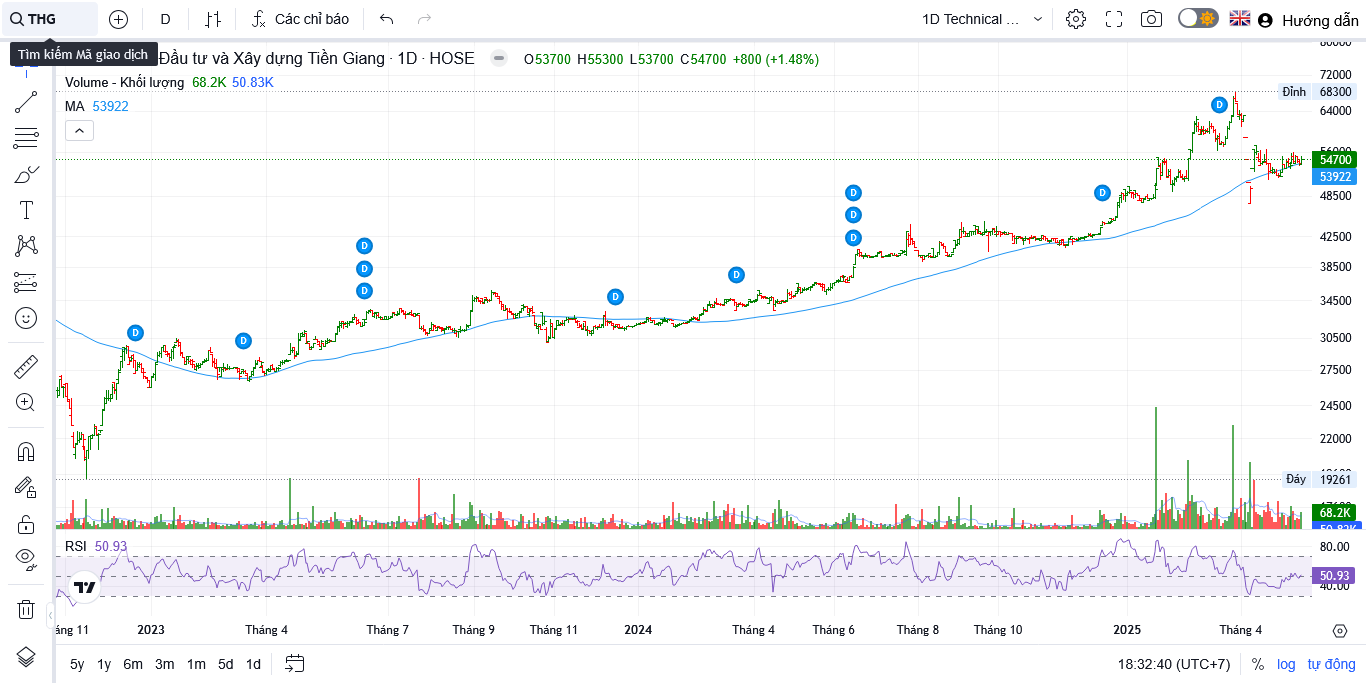 THG
D
Các chỉ báo
1D Technical ...
Hướng dẫn
Tìm kiếm Mã giao dịch
Đầu tư và Xây dựng Tiền Giang · 1D · HOSE
O53700 H55300 L53700 C54700 +800 (+1.48%)
Volume - Khối lượng 68.2K 50.83K
MA 53922
80000
72000
Đỉnh 68300
64000
56000
54700
53922
48500
42500
38500
34500
30500
27500
24500
22000
Đáy 19261
68.2K
50.83K
D
D
D
D
D
D
D
D
D
D
D
D
RSI 50.93
80.00
50.93
40.00
2023
Tháng 4
Tháng 7
Tháng 9
Tháng 11
2024
Tháng 4
Tháng 6
Tháng 8
Tháng 10
2025
Tháng 4
5y 1y 6m 3m 1m 5d 1d
18:32:40 (UTC+7)
% log tự động